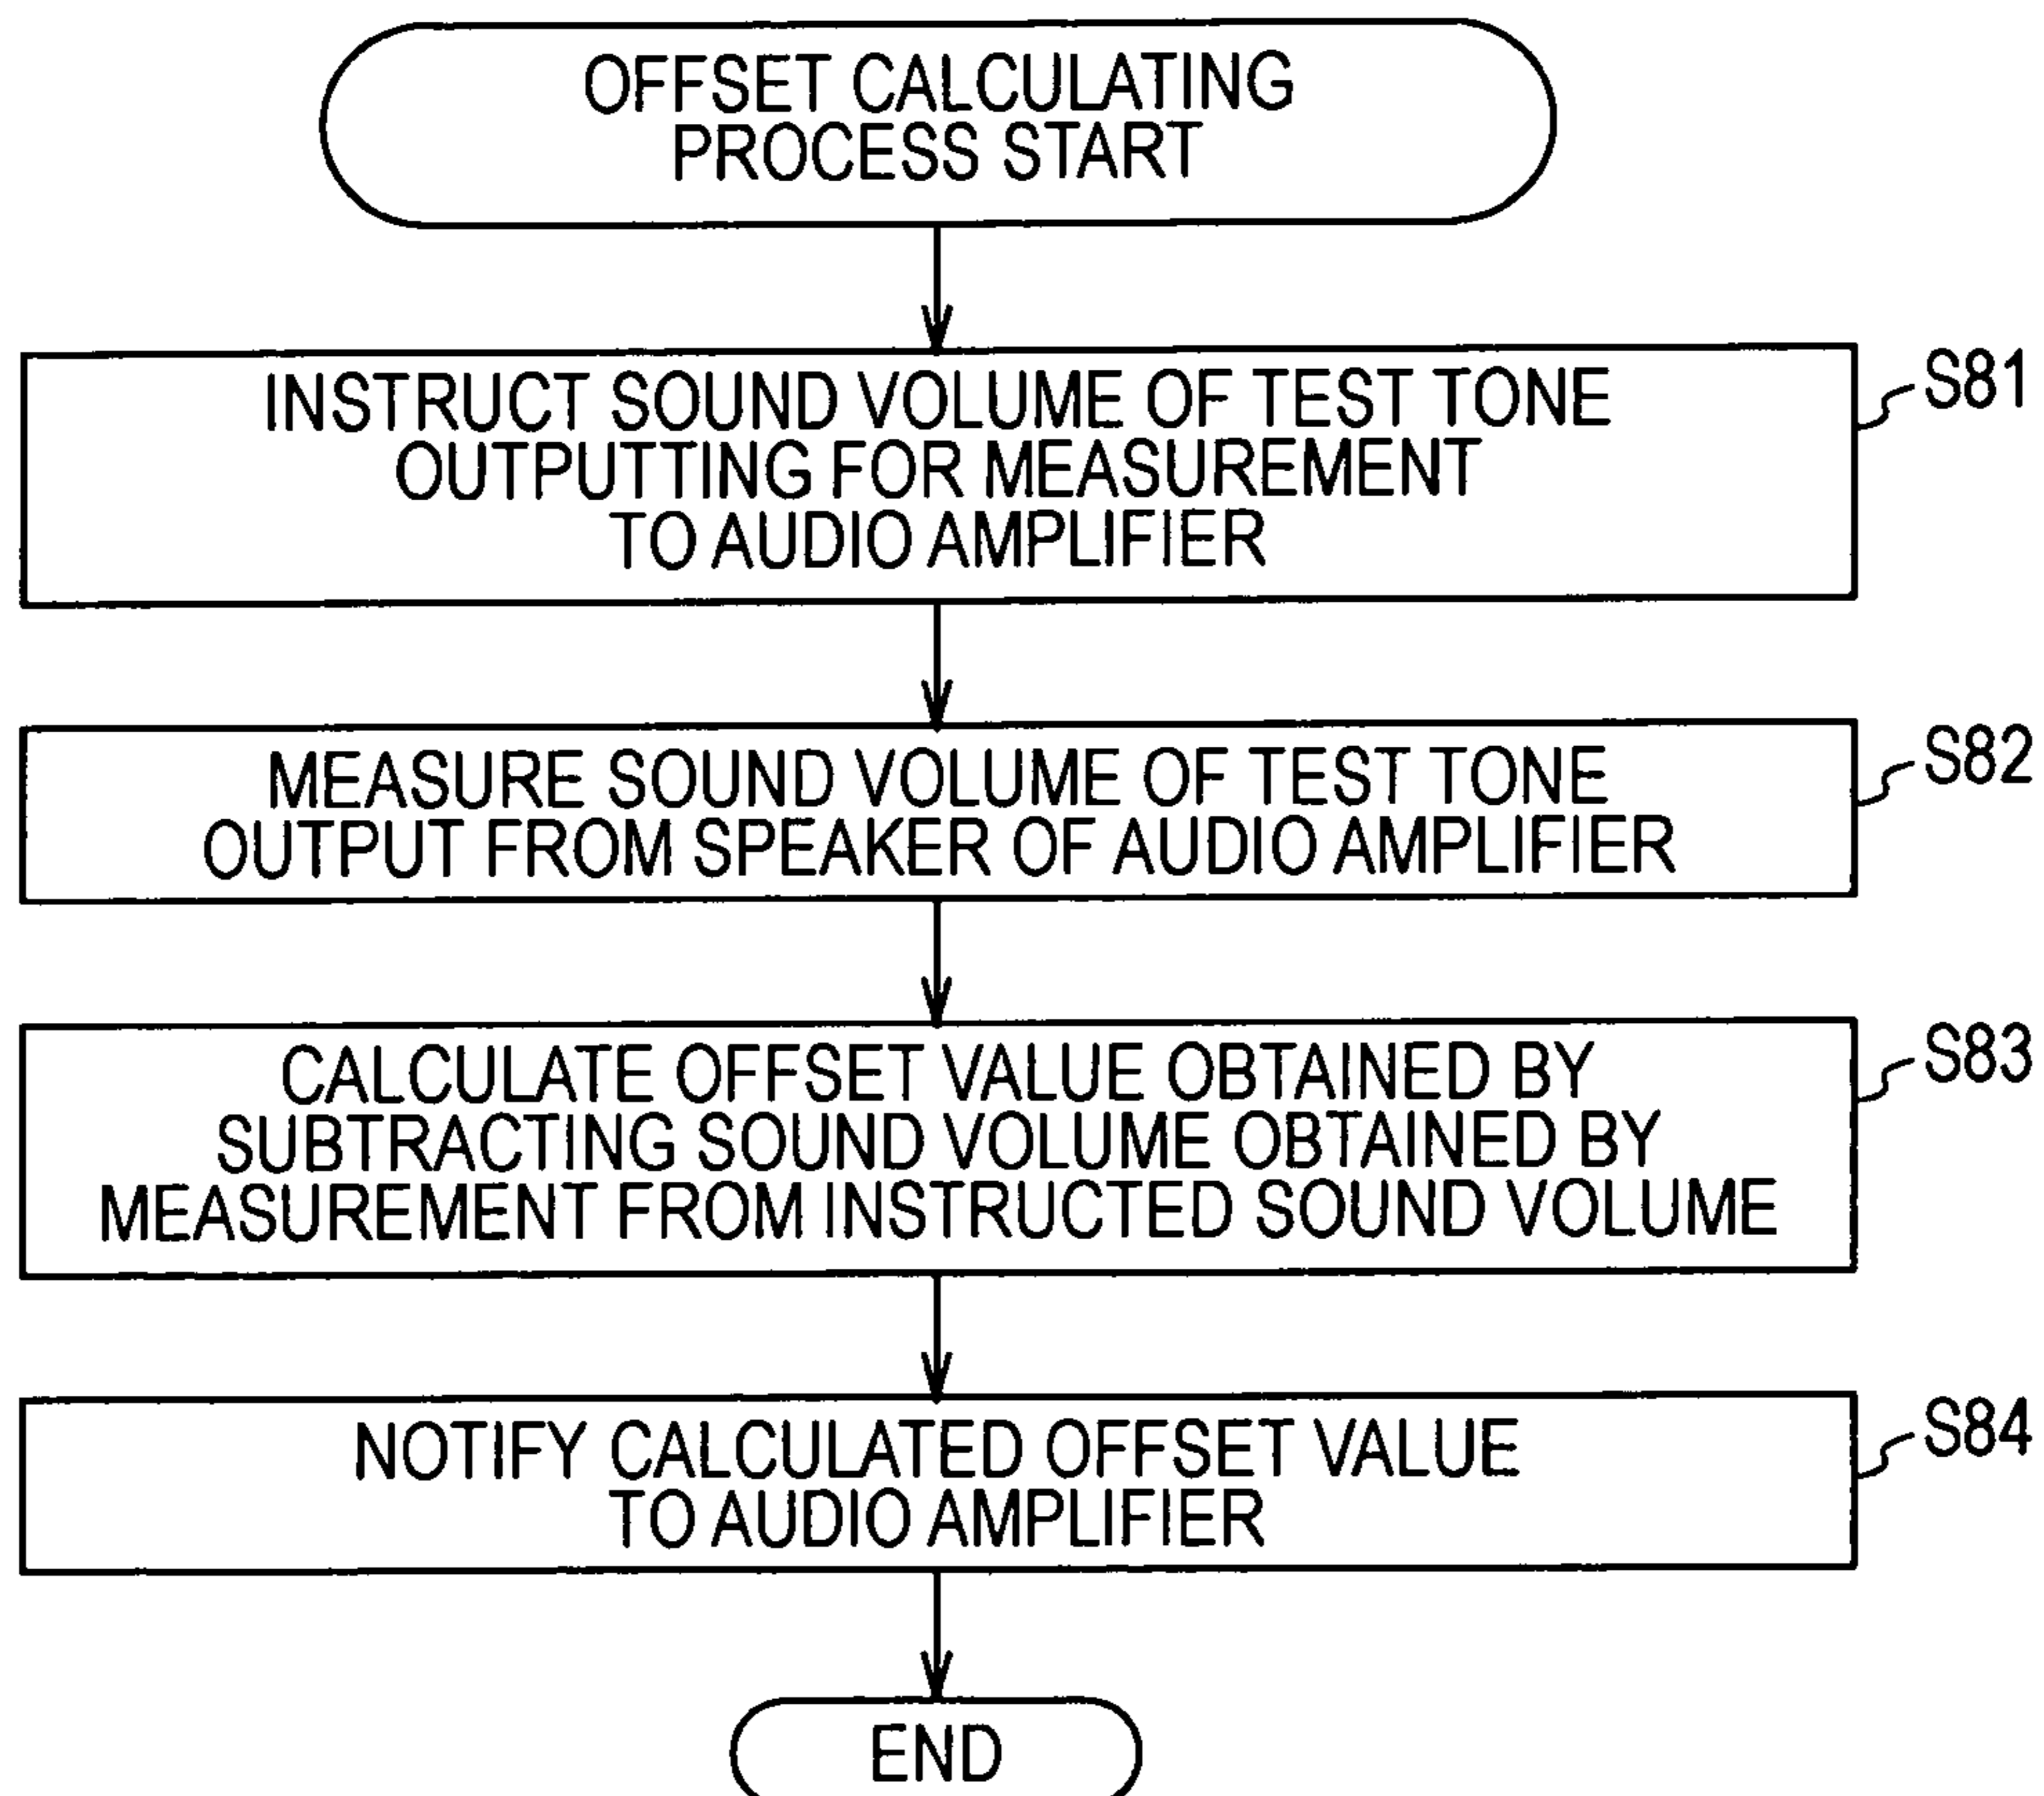 OFFSET CALCULATING
PROCESS START
INSTRUCT SOUND VOLUME OF TEST TONE
OUTPUTTING FOR MEASUREMENT
TO AUDIO AMPLIFIER
S81
MEASURE SOUND VOLUME OF TEST TONE
OUTPUT FROM SPEAKER OF AUDIO AMPLIFIER
S82
CALCULATE OFFSET VALUE OBTAINED BY
SUBTRACTING SOUND VOLUME OBTAINED BY
MEASUREMENT FROM INSTRUCTED SOUND VOLUME
S83
NOTIFY CALCULATED OFFSET VALUE
TO AUDIO AMPLIFIER
S84
END